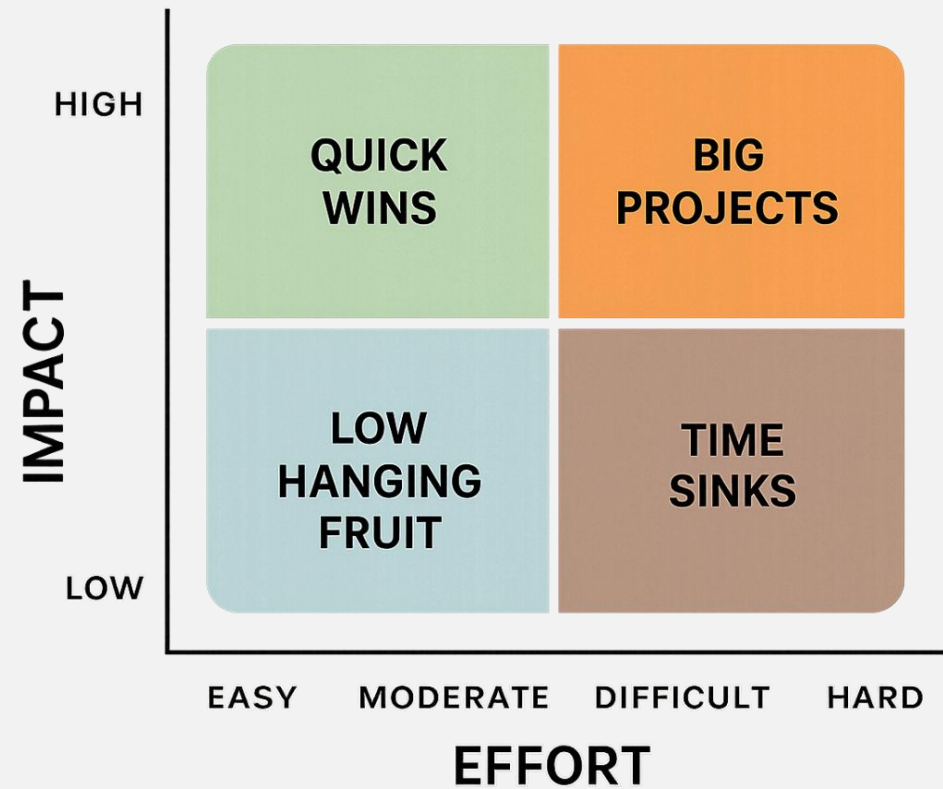 HIGH
QUICK
WINS
BIG
PROJECTS
IMPACT
LOW
HANGING
FRUIT
TIME
SINKS
LOW
EASY MODERATE DIFFICULT HARD
EFFORT